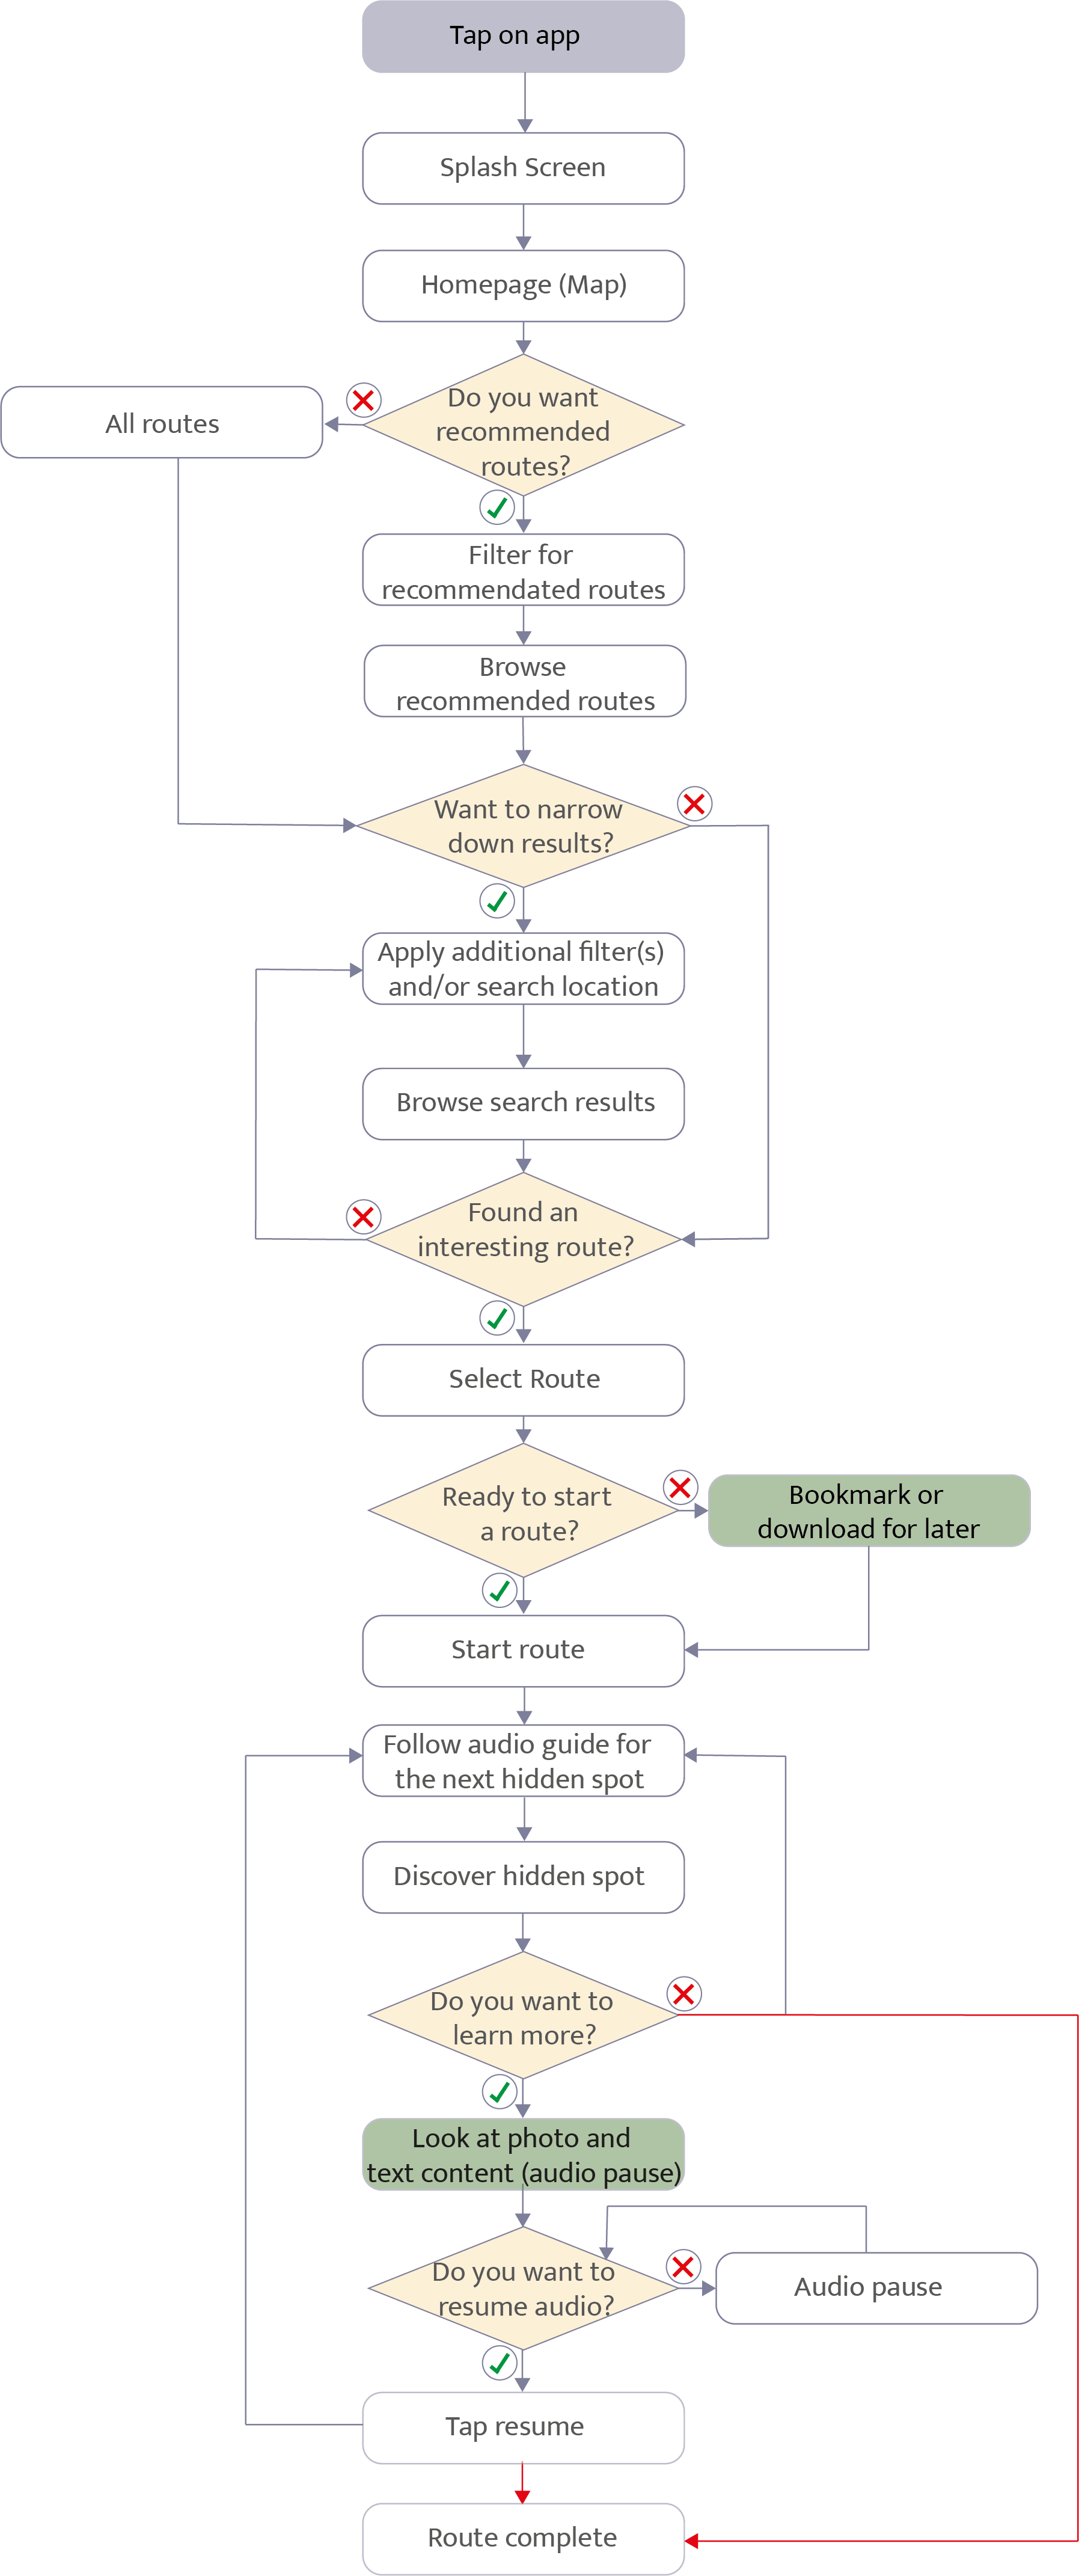 Tap on app
Splash Screen
Homepage (Map)
Do you want
recommended
routes?
All routes
Filter for
recommendated routes
Browse
recommended routes
Want to narrow
down results?
Apply additional filter(s)
and/or search location
Browse search results
Found an
interesting route?
Select Route
Ready to start
a route?
Bookmark or
download for later
Start route
Follow audio guide for
the next hidden spot
Discover hidden spot
Do you want to
learn more?
Look at photo and
text content (audio pause)
Do you want to
resume audio?
Audio pause
Tap resume
Route complete